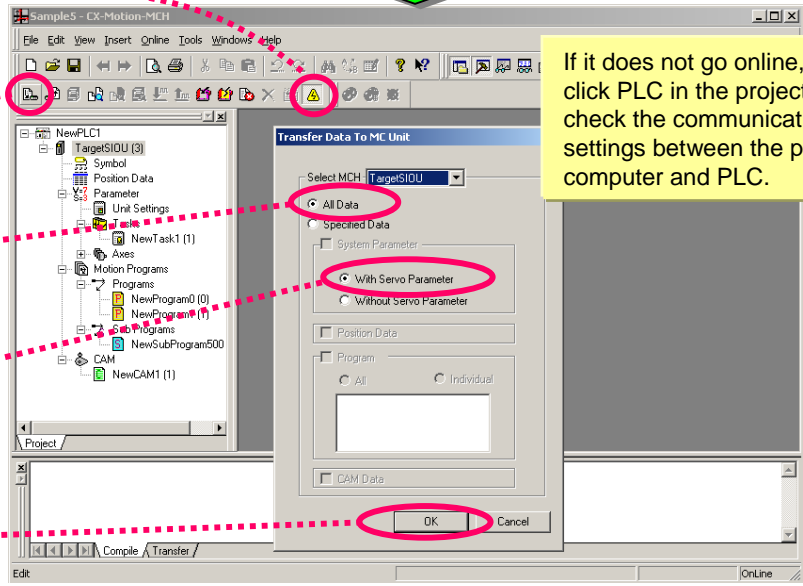 Sample5 - CX-Motion-MCH
File Edit View Insert Online Tools Windows Help
If it does not go online,
click PLC in the project
check the communicat
settings between the p
computer and PLC.
NewPLC1
TargetSIOU (3)
Symbol
Position Data
Parameter
Unit Settings
Tasks
NewTask1 (1)
Axes
Motion Programs
Programs
NewProgram0 (0)
NewProgram1 (1)
Sub Programs
NewSubProgram500
CAM
NewCAM1 (1)
Project
Transfer Data To MC Unit
Select MCH TargetSIOU
All Data
Specified Data
System Parameter
With Servo Parameter
Without Servo Parameter
Position Data
Program
All Individual
CAM Data
OK Cancel
Compile Transfer
Edit OnLine